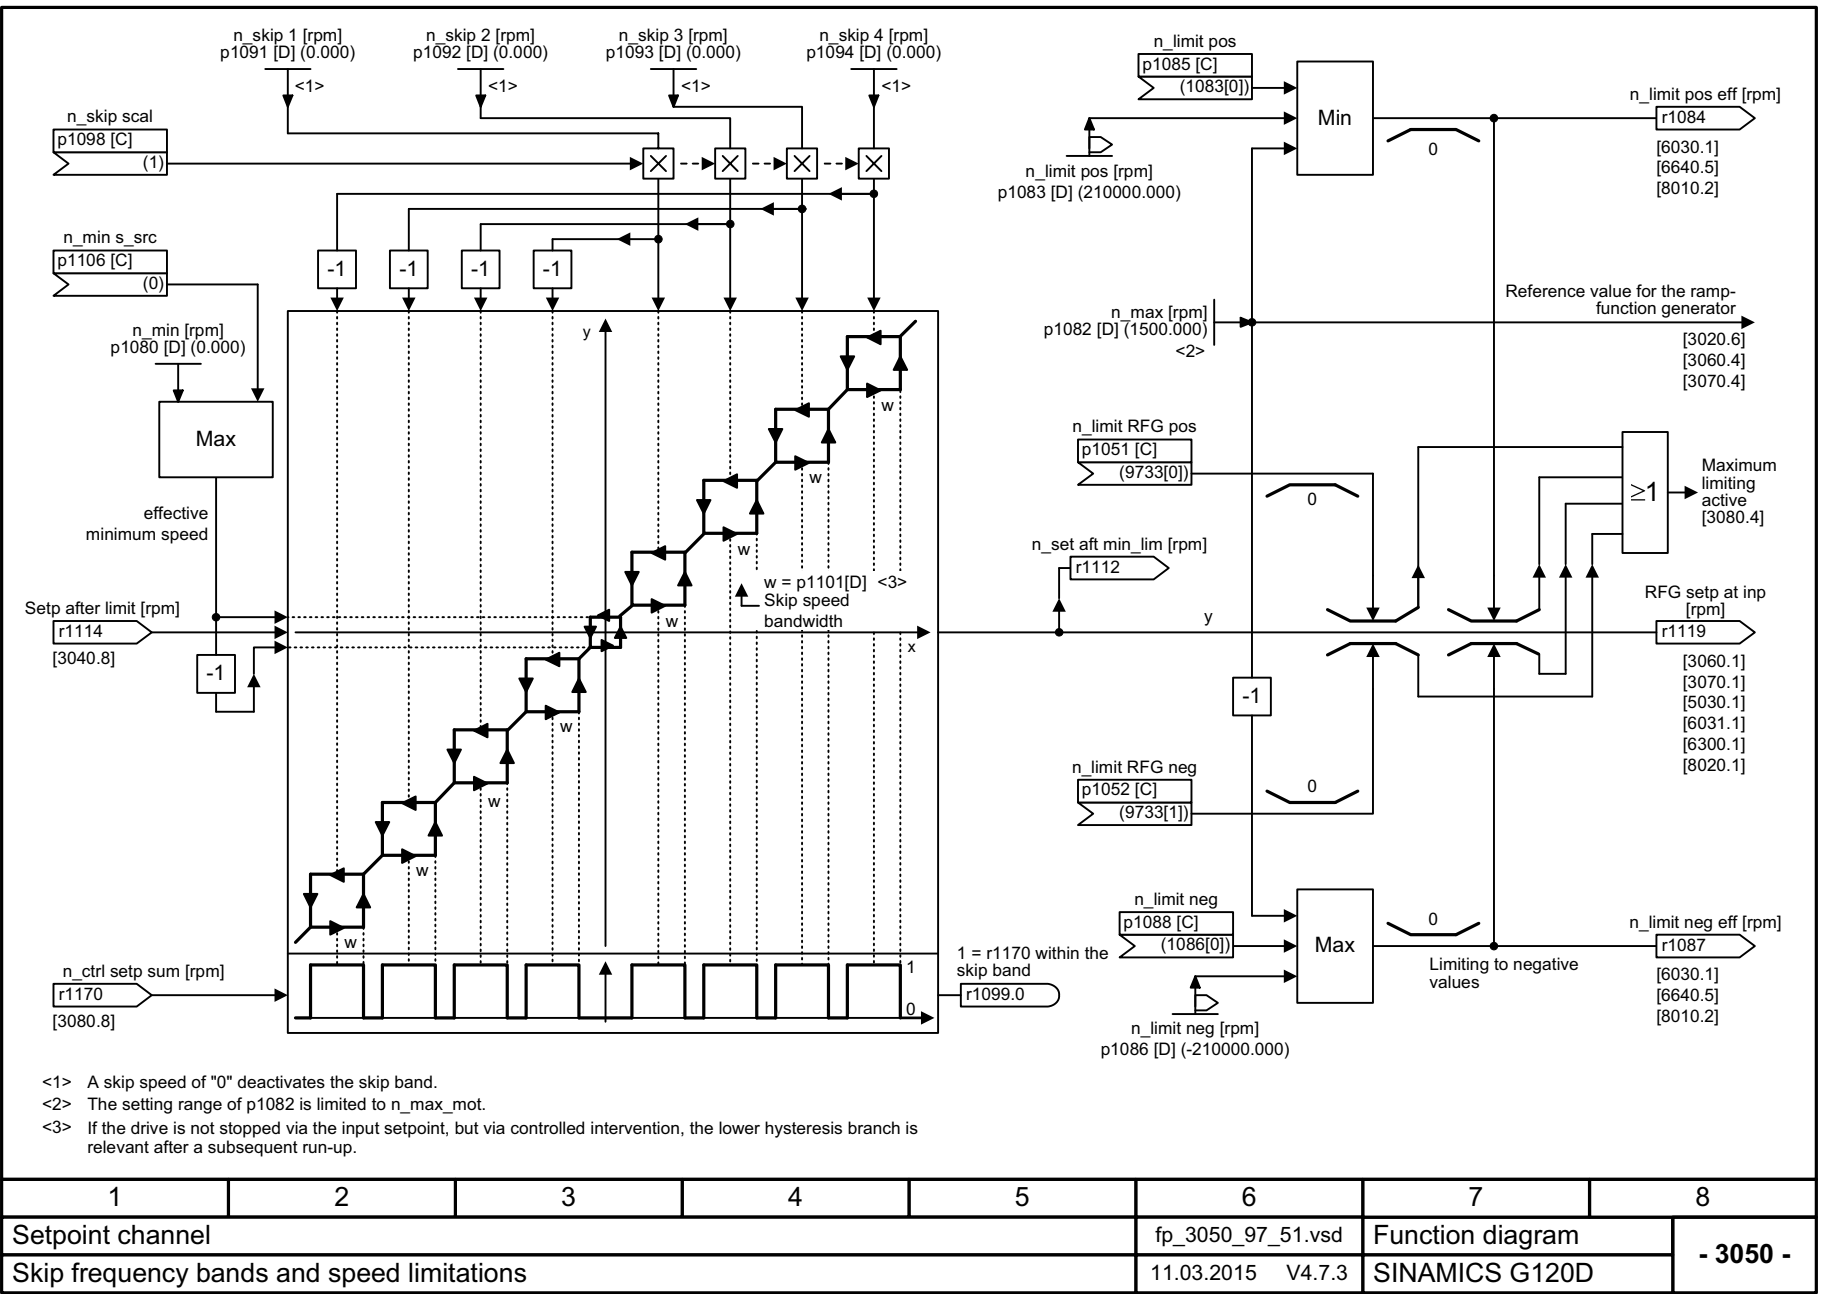 n_skip 1 [rpm]
p1091 [D] (0.000)
<1>
n_skip 2 [rpm]
p1092 [D] (0.000)
<1>
n_skip 3 [rpm]
p1093 [D] (0.000)
<1>
n_skip 4 [rpm]
p1094 [D] (0.000)
<1>
n_skip scal
p1098 [C]
(1)
-1
-1
-1
-1
n_min s_src
p1106 [C]
(0)
n_min [rpm]
p1080 [D] (0.000)
Max
effective
minimum speed
Setp after limit [rpm]
r1114
[3040.8]
-1
y
w
w
w
w
w = p1101[D] <3>
Skip speed
bandwidth
x
w
w
w
w
n_ctrl setp sum [rpm]
r1170
[3080.8]
1
0
1 = r1170 within the
skip band
r1099.0
n_limit pos
p1085 [C]
(1083[0])
n_limit pos [rpm]
p1083 [D] (210000.000)
Min
0
n_limit pos eff [rpm]
r1084
[6030.1]
[6640.5]
[8010.2]
n_max [rpm]
p1082 [D] (1500.000)
<2>
Reference value for the ramp-
function generator
[3020.6]
[3060.4]
[3070.4]
n_limit RFG pos
p1051 [C]
(9733[0])
0
≥1
Maximum
limiting
active
[3080.4]
n_set aft min_lim [rpm]
r1112
y
RFG setp at inp
[rpm]
r1119
[3060.1]
[3070.1]
[5030.1]
[6031.1]
[6300.1]
[8020.1]
-1
n_limit RFG neg
p1052 [C]
(9733[1])
0
n_limit neg
p1088 [C]
(1086[0])
n_limit neg [rpm]
p1086 [D] (-210000.000)
Max
0
Limiting to negative
values
n_limit neg eff [rpm]
r1087
[6030.1]
[6640.5]
[8010.2]
<1> A skip speed of "0" deactivates the skip band.
<2> The setting range of p1082 is limited to n_max_mot.
<3> If the drive is not stopped via the input setpoint, but via controlled intervention, the lower hysteresis branch is
relevant after a subsequent run-up.
1 2 3 4 5 6 7 8
Setpoint channel
fp_3050_97_51.vsd
Function diagram
- 3050 -
Skip frequency bands and speed limitations
11.03.2015 V4.7.3
SINAMICS G120D